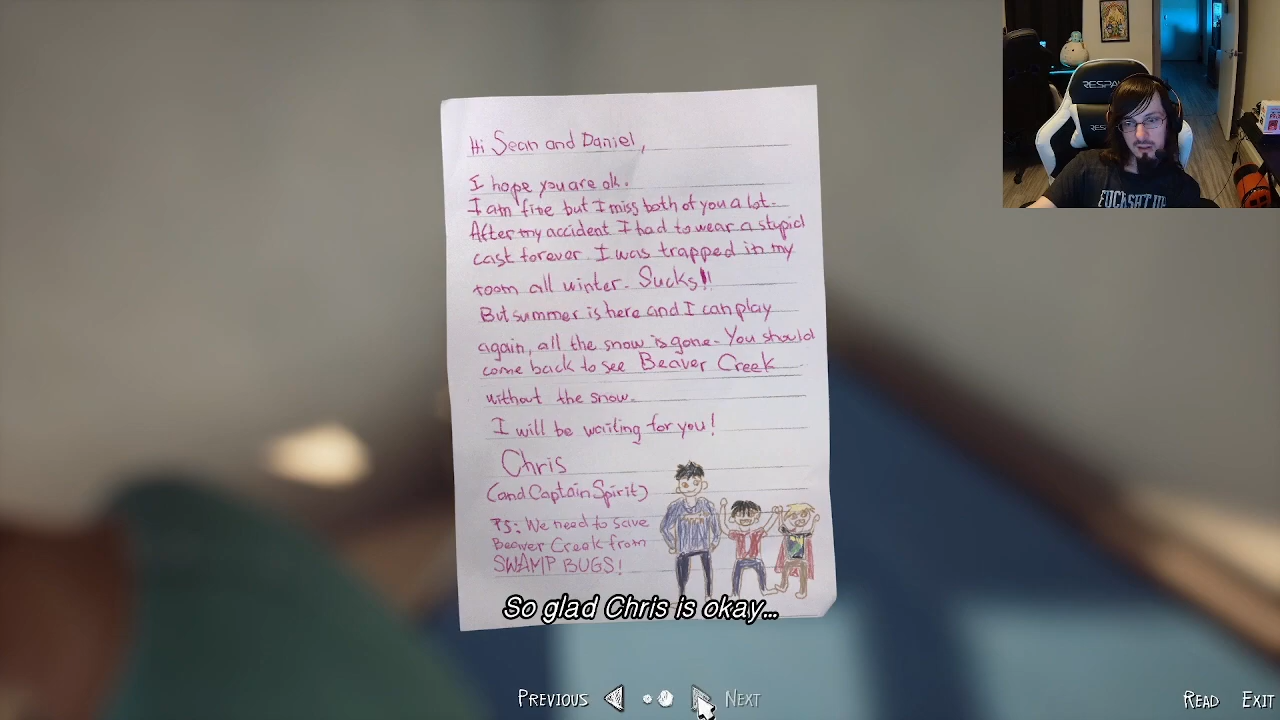 Hi Sean and Daniel,
I hope you are ok.
I am fine but I miss both of you a lot.
After my accident I had to wear a stupid
cast forever. I was trapped in my
room all winter. Sucks!!
But summer is here and I can play
again, all the snow is gone. You should
come back to see Beaver Creek
without the snow.
I will be waiting for you!
Chris
(and Captain Spirit)
PS: We need to save
Beaver Creek from
SWAMP BUGS!
So glad Chris is okay...
PREVIOUS
NEXT
READ
EXIT